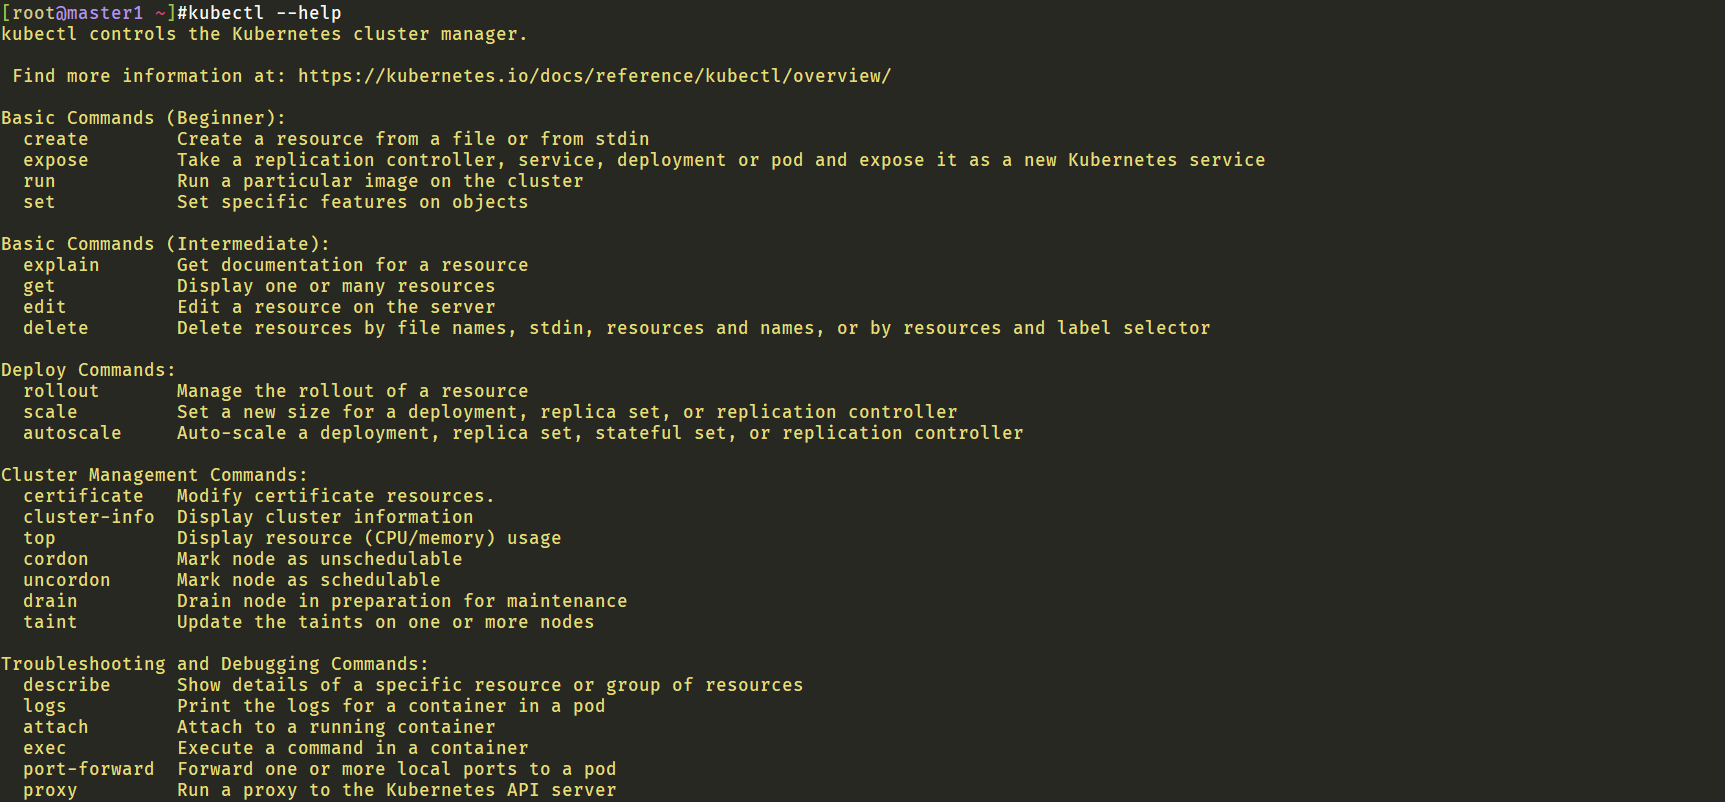 [root@master1 ~]#kubectl --help
kubectl controls the Kubernetes cluster manager.
Find more information at: https://kubernetes.io/docs/reference/kubectl/overview/
Basic Commands (Beginner):
create Create a resource from a file or from stdin
expose Take a replication controller, service, deployment or pod and expose it as a new Kubernetes service
run Run a particular image on the cluster
set Set specific features on objects
Basic Commands (Intermediate):
explain Get documentation for a resource
get Display one or many resources
edit Edit a resource on the server
delete Delete resources by file names, stdin, resources and names, or by resources and label selector
Deploy Commands:
rollout Manage the rollout of a resource
scale Set a new size for a deployment, replica set, or replication controller
autoscale Auto-scale a deployment, replica set, stateful set, or replication controller
Cluster Management Commands:
certificate Modify certificate resources.
cluster-info Display cluster information
top Display resource (CPU/memory) usage
cordon Mark node as unschedulable
uncordon Mark node as schedulable
drain Drain node in preparation for maintenance
taint Update the taints on one or more nodes
Troubleshooting and Debugging Commands:
describe Show details of a specific resource or group of resources
logs Print the logs for a container in a pod
attach Attach to a running container
exec Execute a command in a container
port-forward Forward one or more local ports to a pod
proxy Run a proxy to the Kubernetes API server